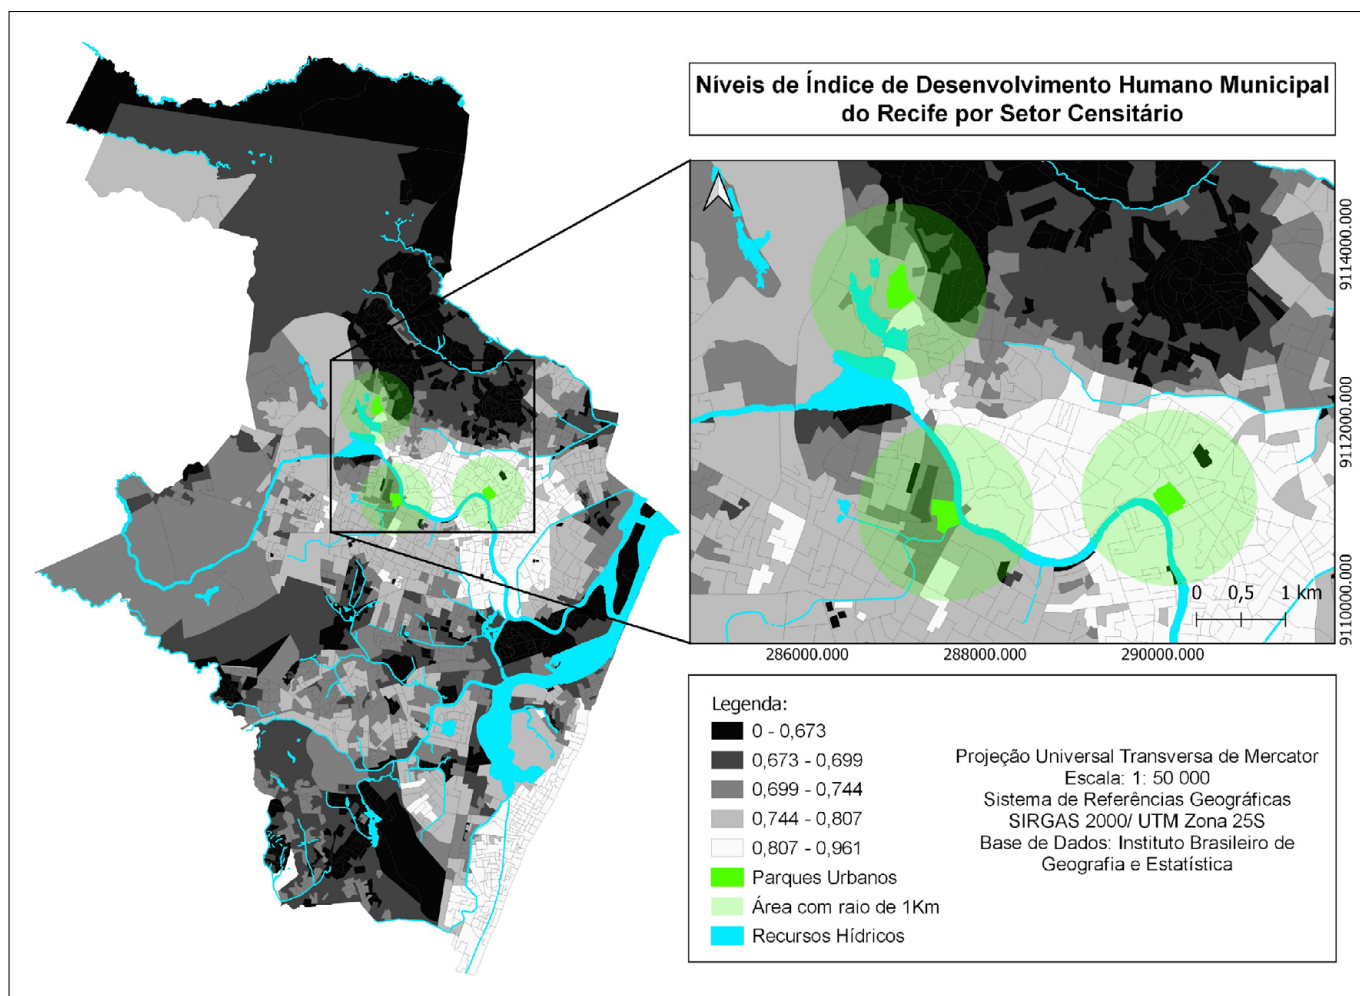 Níveis de Índice de Desenvolvimento Humano Municipal
do Recife por Setor Censitário
9114000.000
9112000.000
9110000.000
0 0,5 1 km
286000.000 288000.000 290000.000
Legenda:
0 - 0,673
0,673 - 0,699
0,699 - 0,744
0,744 - 0,807
0,807 - 0,961
Parques Urbanos
Área com raio de 1Km
Recursos Hídricos
Projeção Universal Transversa de Mercator
Escala: 1: 50 000
Sistema de Referências Geográficas
SIRGAS 2000/ UTM Zona 25S
Base de Dados: Instituto Brasileiro de
Geografia e Estatística